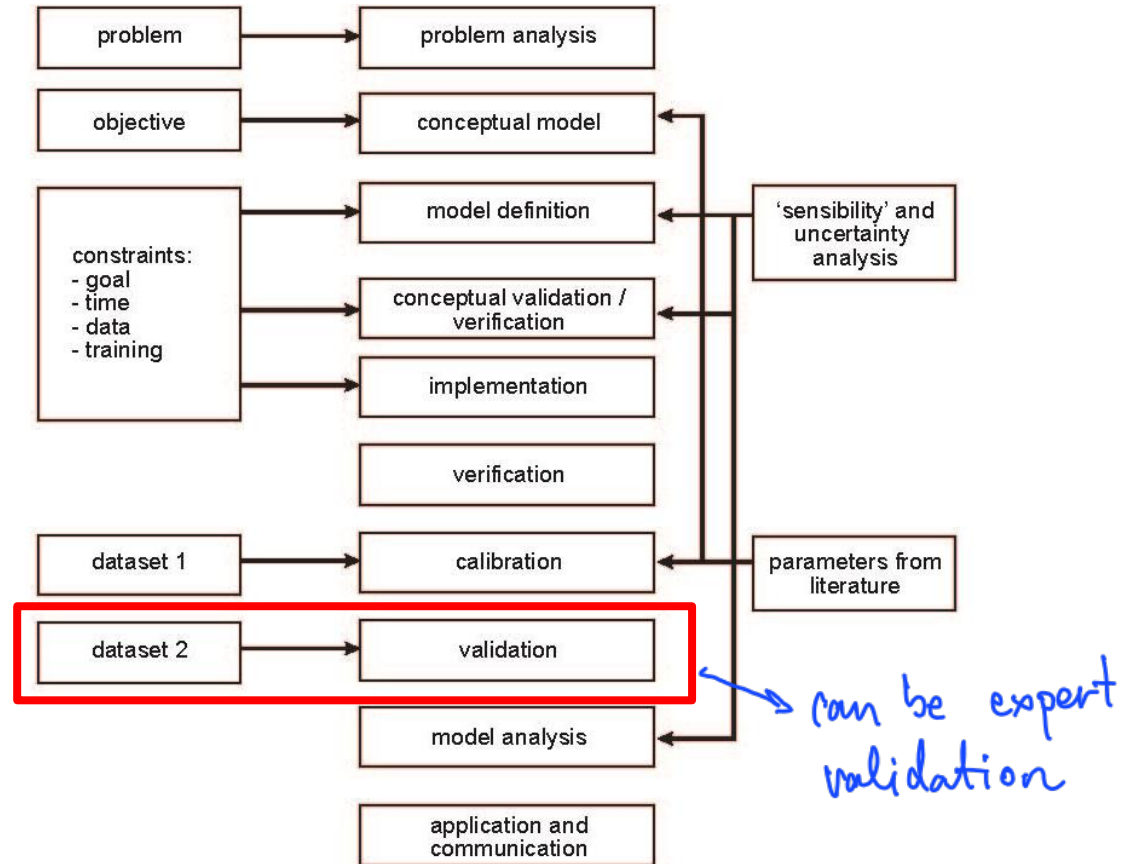 problem
problem analysis
objective
conceptual model
constraints:
- goal
- time
- data
- training
model definition
'sensibility' and
uncertainty
analysis
conceptual validation /
verification
implementation
verification
dataset 1
calibration
parameters from
literature
dataset 2
validation
can be expert
validation
model analysis
application and
communication